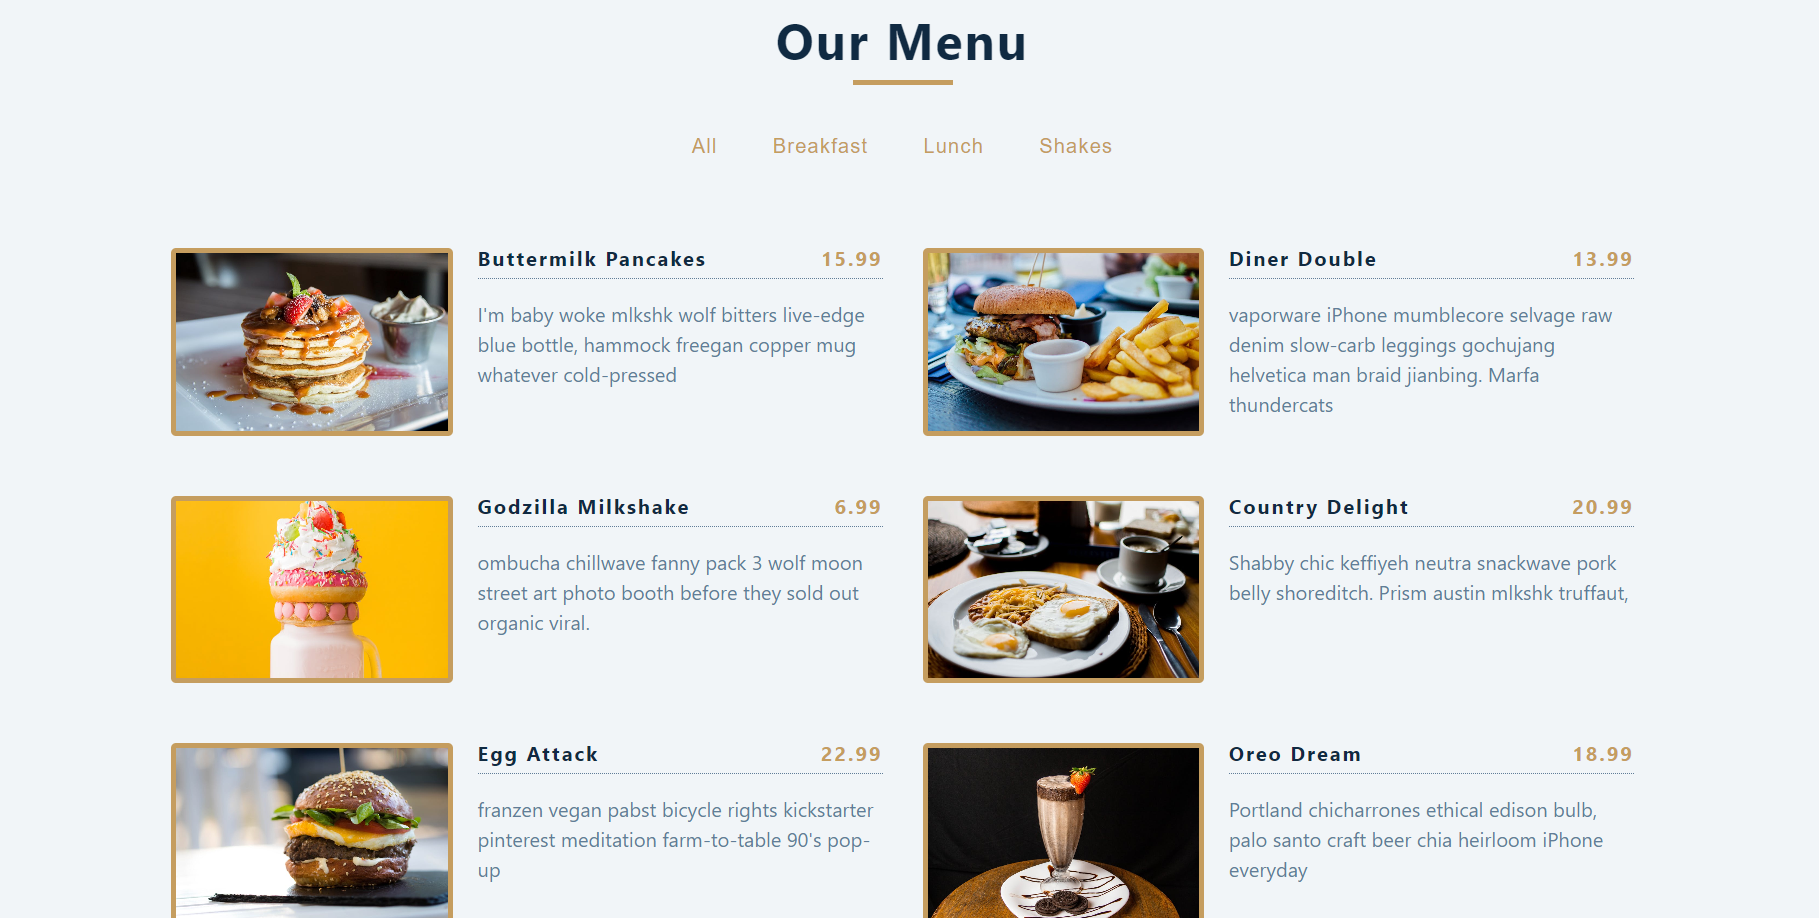 Our Menu
All Breakfast Lunch Shakes
Buttermilk Pancakes 15.99
I'm baby woke mlkshk wolf bitters live-edge
blue bottle, hammock freegan copper mug
whatever cold-pressed
Diner Double 13.99
vaporware iPhone mumblecore selvage raw
denim slow-carb leggings gochujang
helvetica man braid jianbing. Marfa
thundercats
Godzilla Milkshake 6.99
ombucha chillwave fanny pack 3 wolf moon
street art photo booth before they sold out
organic viral.
Country Delight 20.99
Shabby chic keffiyeh neutra snackwave pork
belly shoreditch. Prism austin mlkshk truffaut,
Egg Attack 22.99
franzen vegan pabst bicycle rights kickstarter
pinterest meditation farm-to-table 90's pop-
up
Oreo Dream 18.99
Portland chicharrones ethical edison bulb,
palo santo craft beer chia heirloom iPhone
everyday